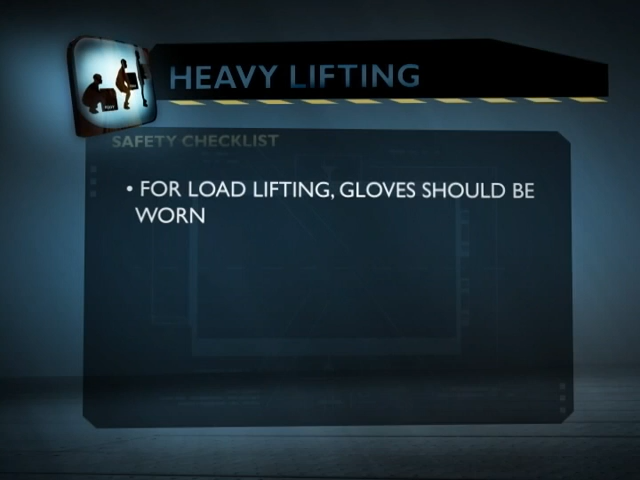 HEAVY LIFTING
SAFETY CHECKLIST
• FOR LOAD LIFTING, GLOVES SHOULD BE
WORN